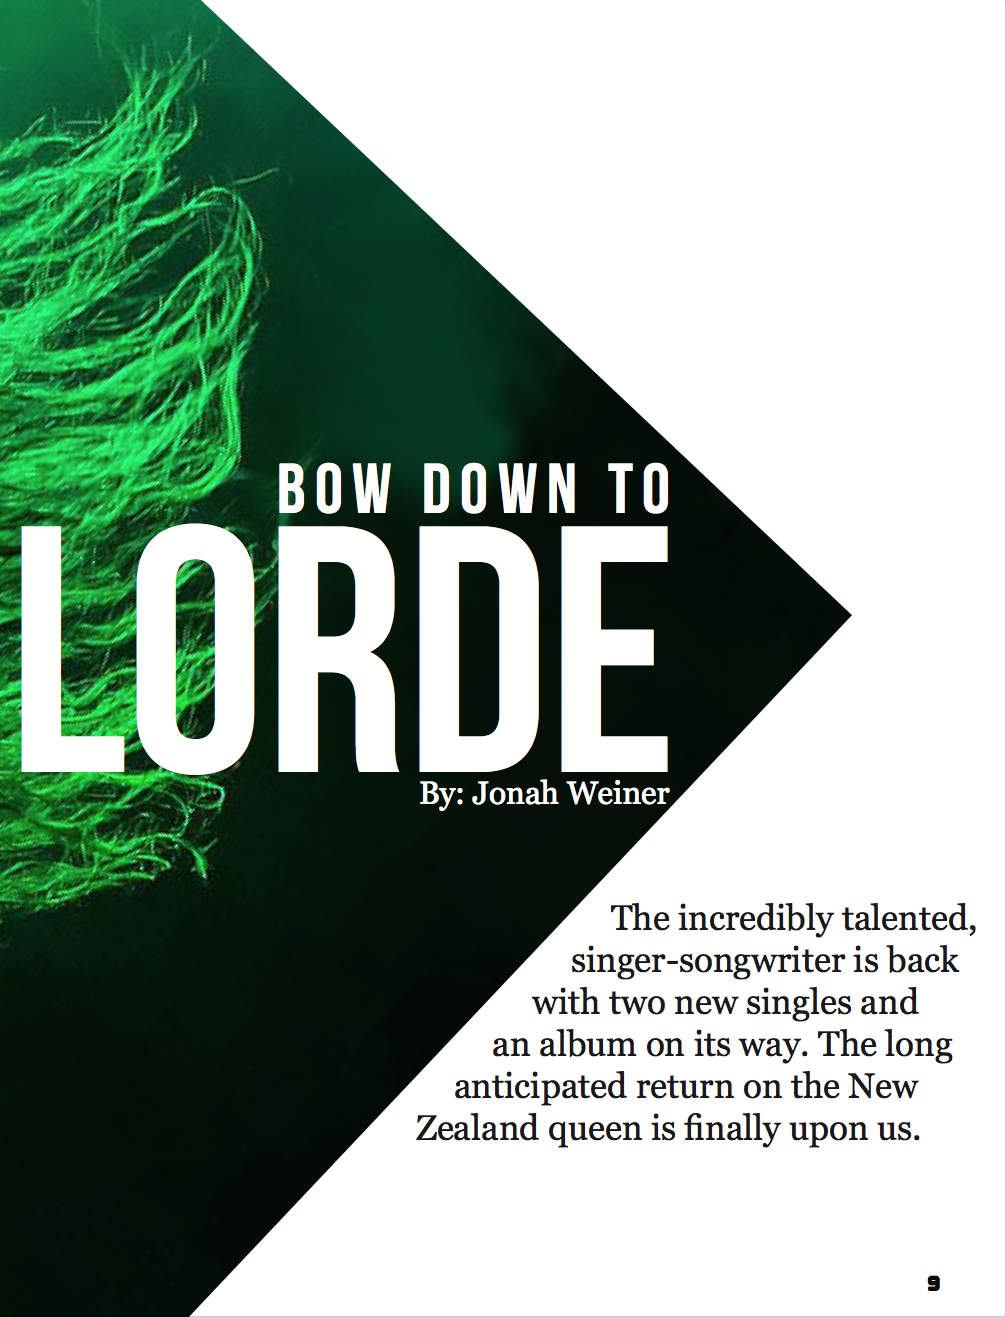 BOW DOWN TO
LORDE
By: Jonah Weiner
The incredibly talented,
singer-songwriter is back
with two new singles and
an album on its way. The long
anticipated return on the New
Zealand queen is finally upon us.
9